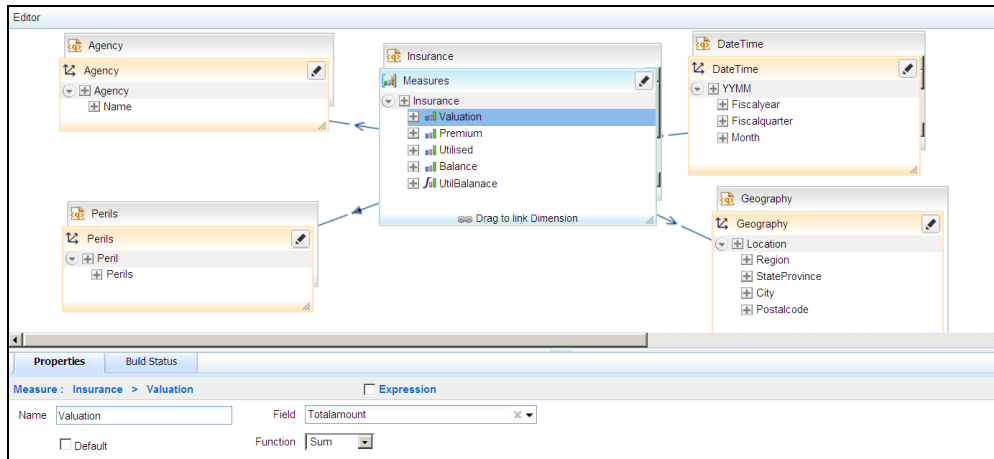 Editor
Agency
Agency
Agency
Name
Insurance
Measures
Insurance
Valuation
Premium
Utilised
Balance
UtilBalanace
Drag to link Dimension
DateTime
DateTime
YYMM
Fiscalyear
Fiscalquarter
Month
Perils
Perils
Peril
Perils
Geography
Geography
Location
Region
StateProvince
City
Postalcode
Properties Build Status
Measure : Insurance > Valuation Expression
Name Valuation Field Totalamount
Default Function Sum